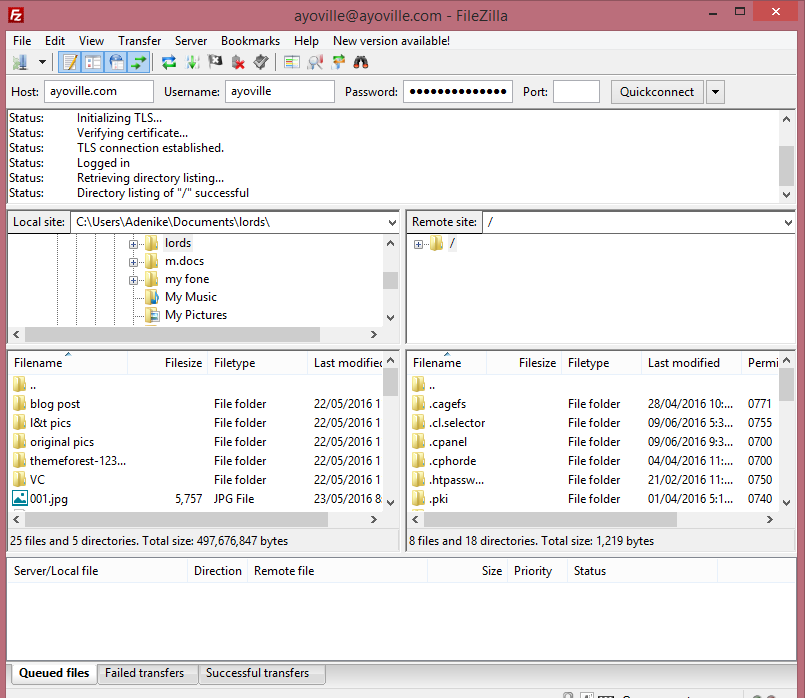 Fz
ayoville@ayoville.com - FileZilla
File Edit View Transfer Server Bookmarks Help New version available!
Host: ayoville.com Username: ayoville Password: ●●●●●●●●●●●●●● Port: Quickconnect
Status: Initializing TLS...
Status: Verifying certificate...
Status: TLS connection established.
Status: Logged in
Status: Retrieving directory listing...
Status: Directory listing of "/" successful
Local site: C:\Users\Adenike\Documents\lords\
lords
m.docs
my fone
My Music
My Pictures
Remote site: /
/
Filename Filesize Filetype Last modified
..
blog post File folder 22/05/2016 1
l&t pics File folder 22/05/2016 1
original pics File folder 22/05/2016 1
themeforest-123... File folder 22/05/2016 1
VC File folder 22/05/2016 1
001.jpg 5,757 JPG File 23/05/2016 8
25 files and 5 directories. Total size: 497,676,847 bytes
Filename Filesize Filetype Last modified Permi
..
.cagefs File folder 28/04/2016 10:... 0771
.cl.selector File folder 09/06/2016 5:3... 0755
.cpanel File folder 09/06/2016 9:3... 0700
.cphorde File folder 04/04/2016 11:... 0700
.htpassw... File folder 21/02/2016 11:... 0750
.pki File folder 01/04/2016 5:1... 0740
8 files and 18 directories. Total size: 1,219 bytes
Server/Local file Direction Remote file Size Priority Status
Queued files Failed transfers Successful transfers